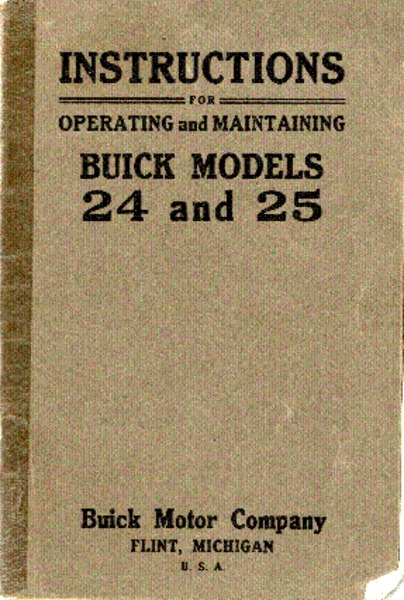 INSTRUCTIONS
FOR
OPERATING and MAINTAINING
BUICK MODELS
24 and 25
Buick Motor Company
FLINT, MICHIGAN
U. S. A.